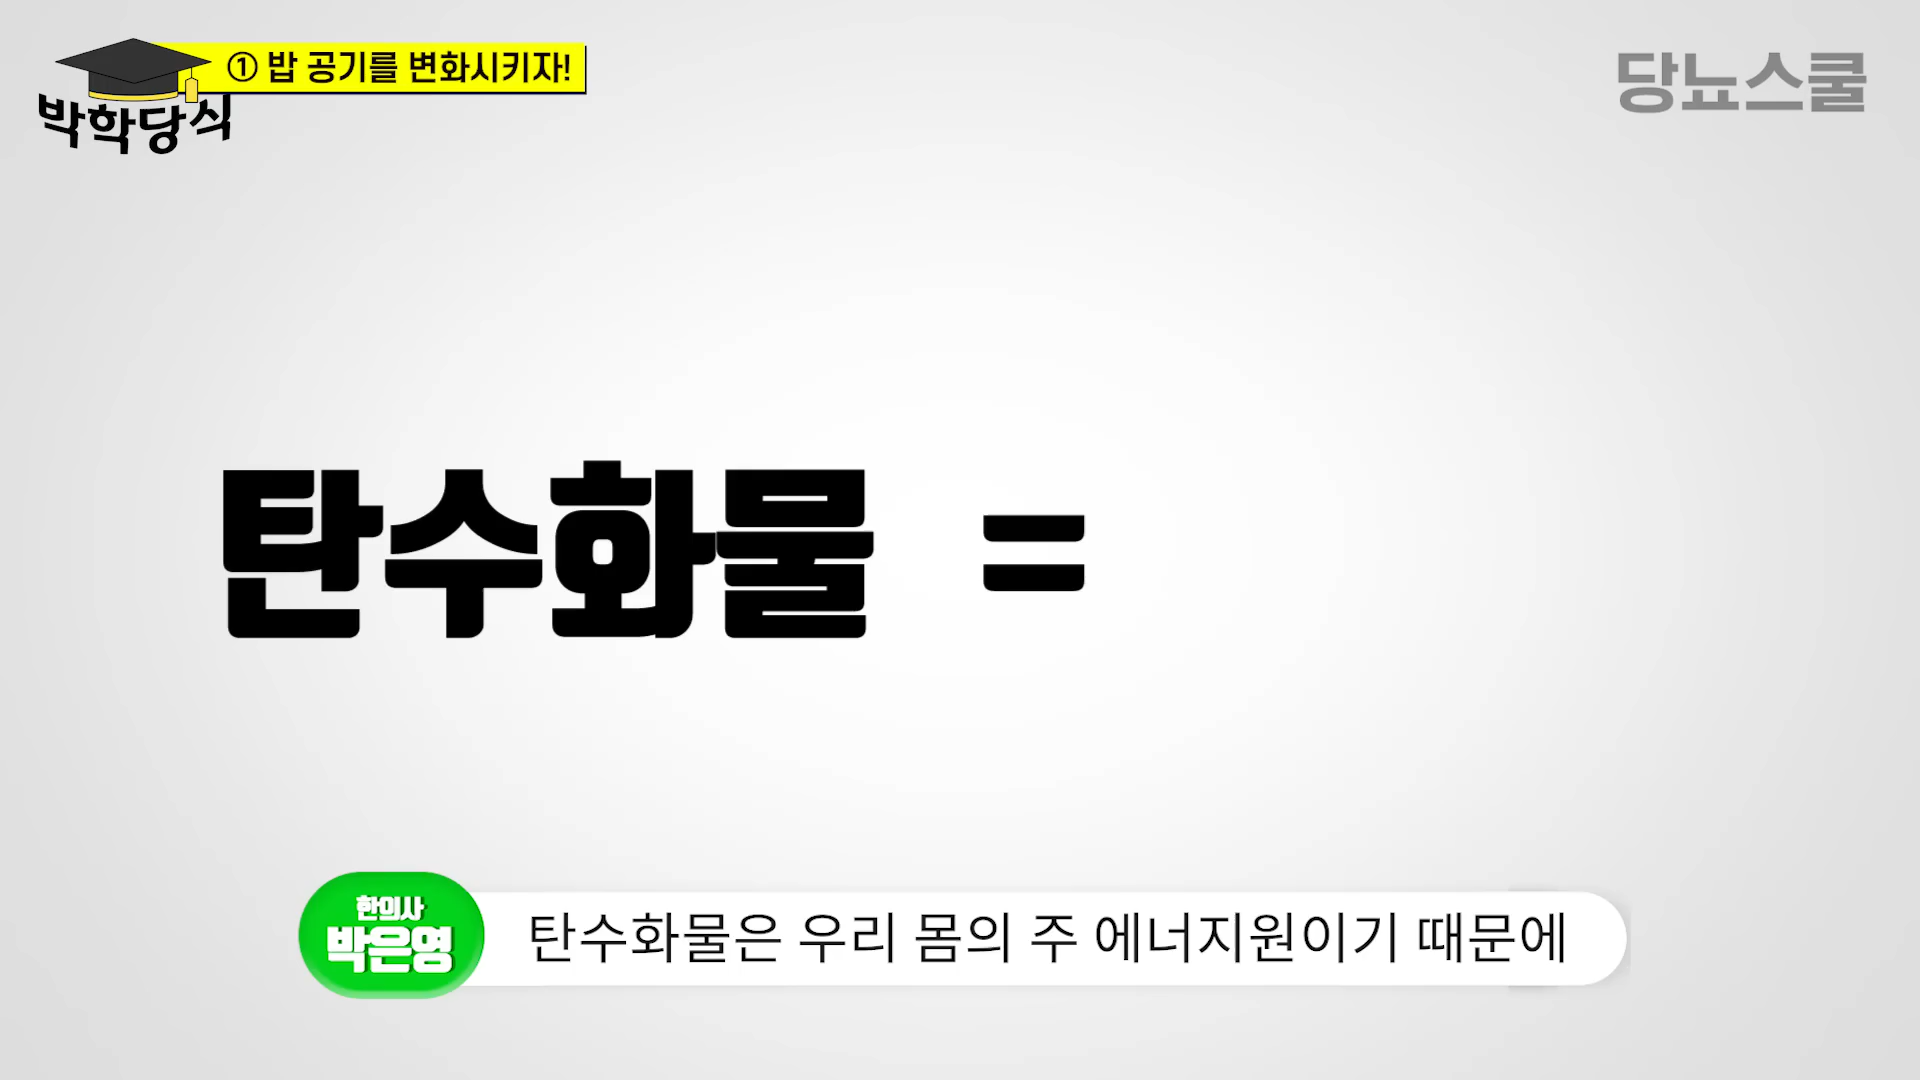 ① 밥 공기를 변화시키자!
박학당식
당뇨스쿨
탄수화물 =
한의사
박은영
탄수화물은 우리 몸의 주 에너지원이기 때문에